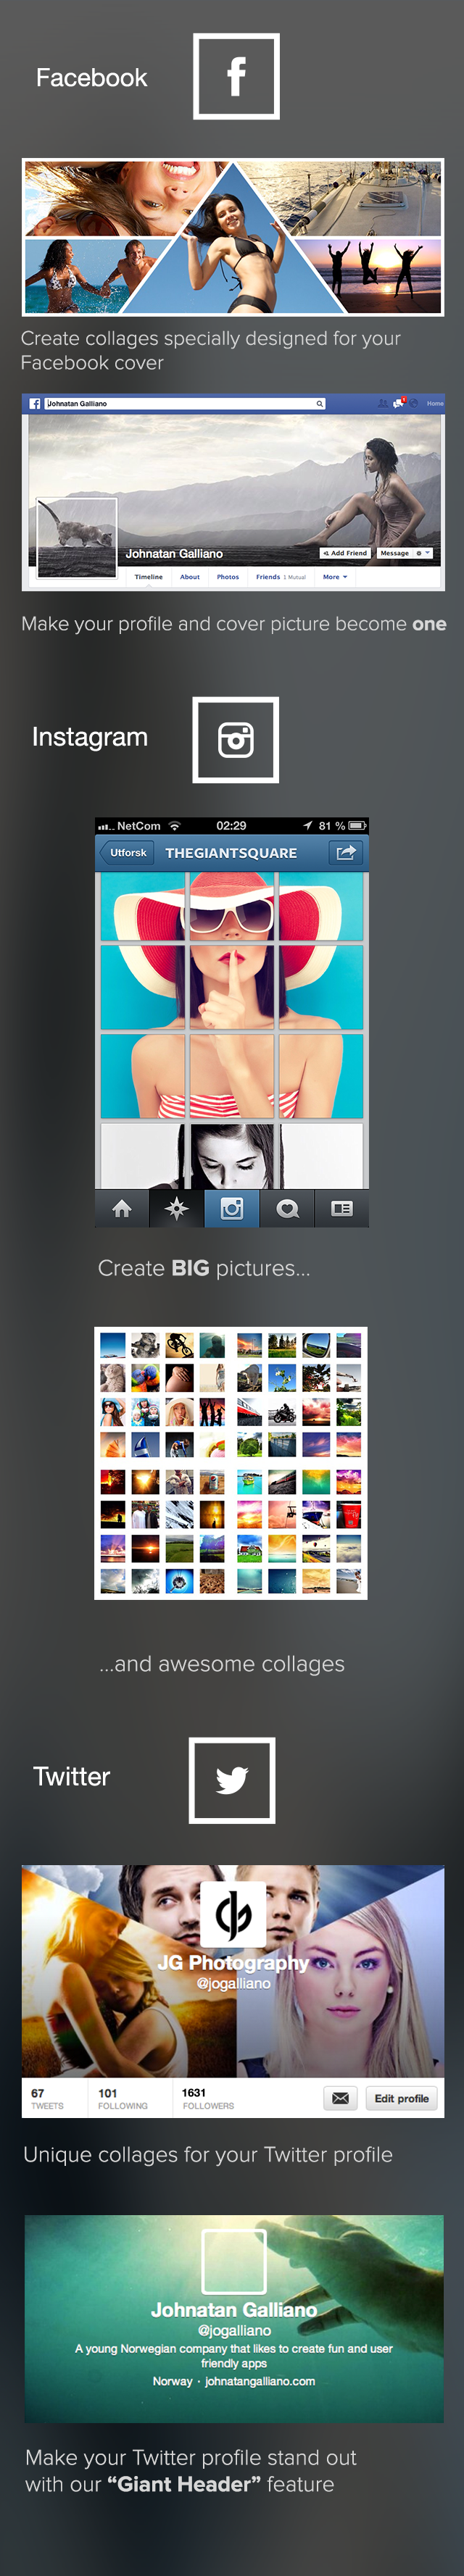 Facebook
Create collages specially designed for your
Facebook cover
Johnatan Galliano
Home
Johnatan Galliano
Add Friend
Message
Timeline
About
Photos
Friends 1 Mutual
More
Make your profile and cover picture become one
Instagram
NetCom
02:29
81 %
Utforsk
THEGIANTSQUARE
Create BIG pictures...
...and awesome collages
Twitter
JG Photography
@jogalliano
67
TWEETS
101
FOLLOWING
1631
FOLLOWERS
Edit profile
Unique collages for your Twitter profile
Johnatan Galliano
@jogalliano
A young Norwegian company that likes to create fun and user
friendly apps
Norway · johnatangalliano.com
Make your Twitter profile stand out
with our “Giant Header” feature